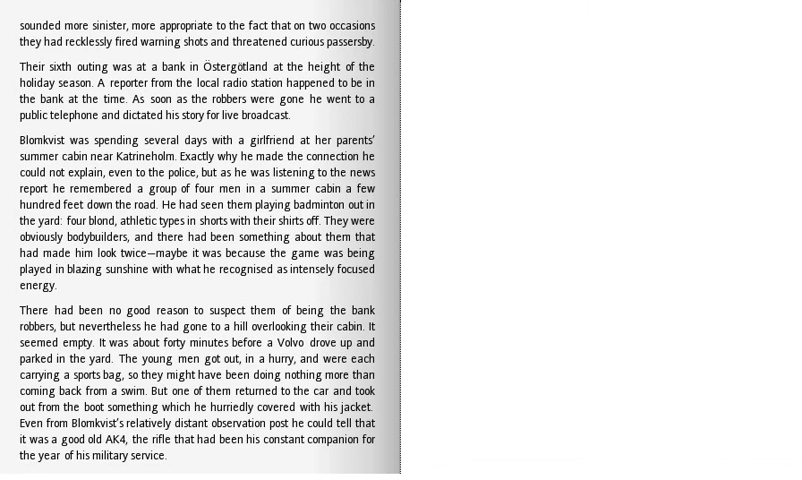 sounded more sinister, more appropriate to the fact that on two occasions
they had recklessly fired warning shots and threatened curious passersby.
Their sixth outing was at a bank in Östergötland at the height of the
holiday season. A reporter from the local radio station happened to be in
the bank at the time. As soon as the robbers were gone he went to a
public telephone and dictated his story for live broadcast.
Blomkvist was spending several days with a girlfriend at her parents'
summer cabin near Katrineholm. Exactly why he made the connection he
could not explain, even to the police, but as he was listening to the news
report he remembered a group of four men in a summer cabin a few
hundred feet down the road. He had seen them playing badminton out in
the yard: four blond, athletic types in shorts with their shirts off. They were
obviously bodybuilders, and there had been something about them that
had made him look twice—maybe it was because the game was being
played in blazing sunshine with what he recognised as intensely focused
energy.
There had been no good reason to suspect them of being the bank
robbers, but nevertheless he had gone to a hill overlooking their cabin. It
seemed empty. It was about forty minutes before a Volvo drove up and
parked in the yard. The young men got out, in a hurry, and were each
carrying a sports bag, so they might have been doing nothing more than
coming back from a swim. But one of them returned to the car and took
out from the boot something which he hurriedly covered with his jacket.
Even from Blomkvist's relatively distant observation post he could tell that
it was a good old AK4, the rifle that had been his constant companion for
the year of his military service.